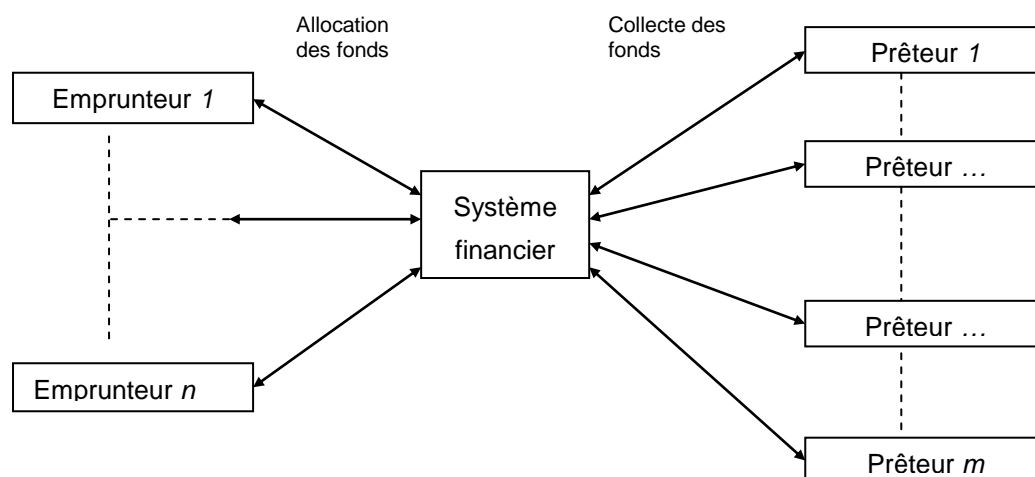 Allocation
des fonds
Collecte des
fonds
Prêteur 1
Emprunteur 1
Prêteur ...
Système
financier
Prêteur ...
Emprunteur n
Prêteur m